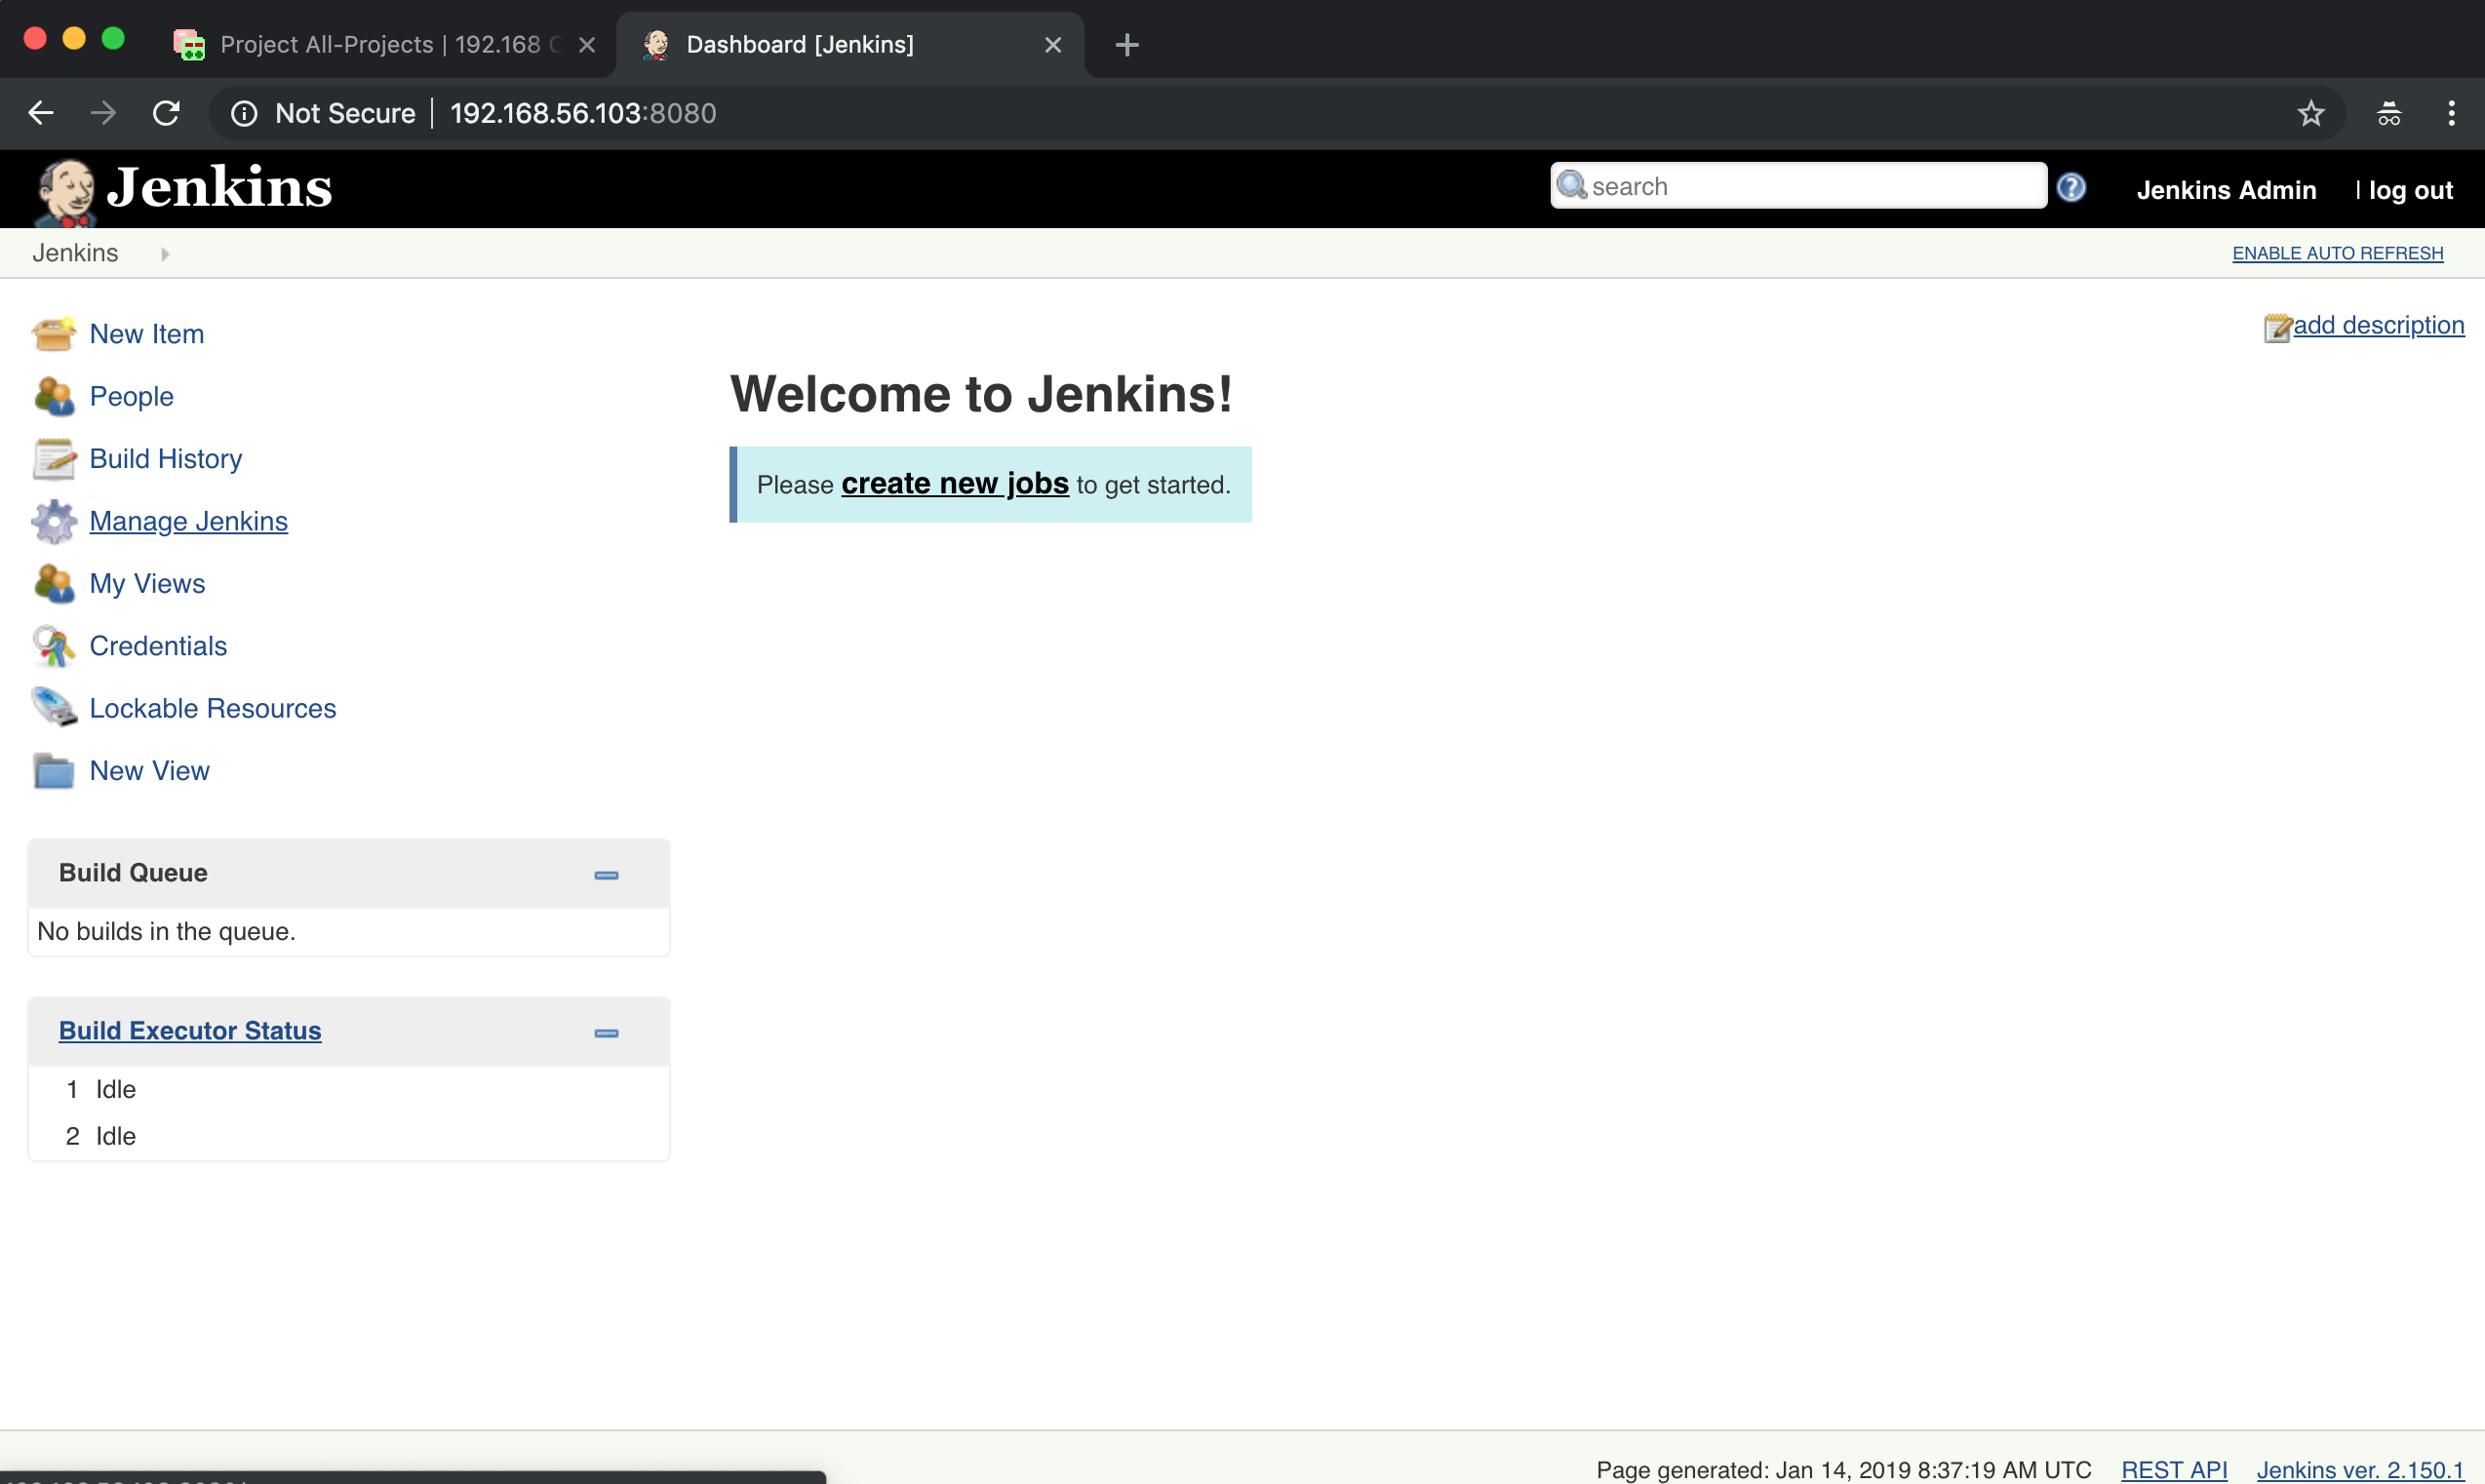 Project All-Projects | 192.168
Dashboard [Jenkins]
Not Secure | 192.168.56.103:8080
Jenkins
search
Jenkins Admin
| log out
Jenkins
ENABLE AUTO REFRESH
New Item
People
Build History
Manage Jenkins
My Views
Credentials
Lockable Resources
New View
add description
Welcome to Jenkins!
Please create new jobs to get started.
Build Queue
No builds in the queue.
Build Executor Status
1 Idle
2 Idle
Page generated: Jan 14, 2019 8:37:19 AM UTC REST API Jenkins ver. 2.150.1